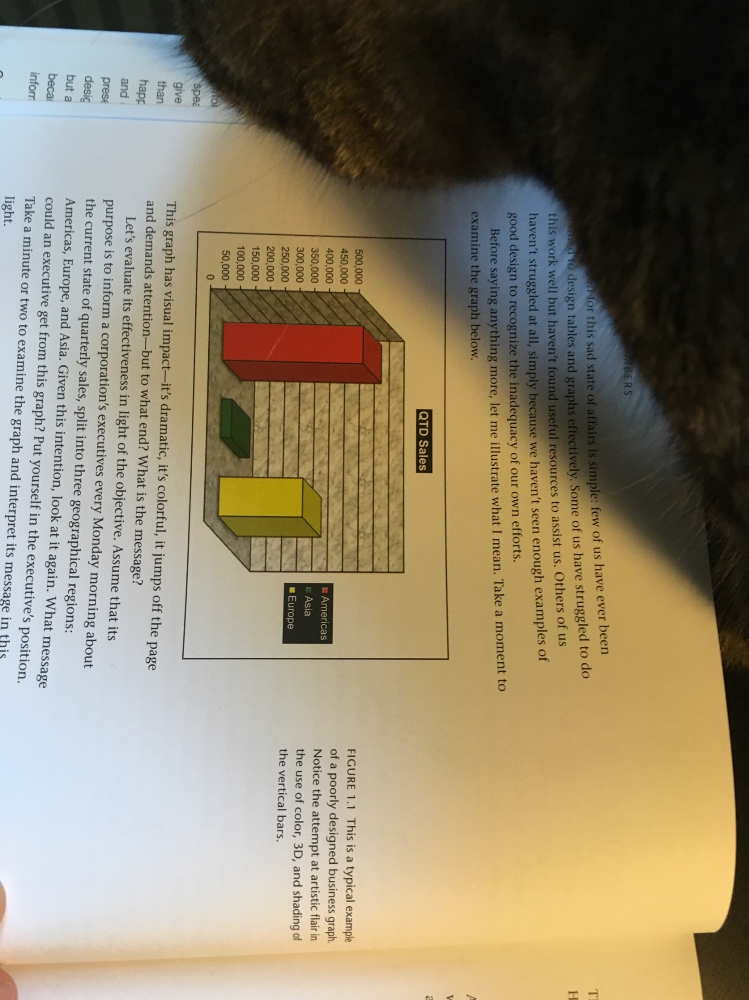 for this sad state of affairs is simple: few of us have ever been
to design tables and graphs effectively. Some of us have struggled to do
this work well but haven't found useful resources to assist us. Others of us
haven't struggled at all, simply because we haven't seen enough examples of
good design to recognize the inadequacy of our own efforts.
Before saying anything more, let me illustrate what I mean. Take a moment to
examine the graph below.
QTD Sales
500,000
450,000
400,000
350,000
300,000
250,000
200,000
150,000
100,000
50,000
0
Americas
Asia
Europe
FIGURE 1.1 This is a typical example
of a poorly designed business graph.
Notice the attempt at artistic flair in
the use of color, 3D, and shading of
the vertical bars.
This graph has visual impact—it's dramatic, it's colorful, it jumps off the page
and demands attention—but to what end? What is the message?
Let's evaluate its effectiveness in light of the objective. Assume that its
purpose is to inform a corporation's executives every Monday morning about
the current state of quarterly sales, split into three geographical regions:
Americas, Europe, and Asia. Given this intention, look at it again. What message
could an executive get from this graph? Put yourself in the executive's position.
Take a minute or two to examine the graph and interpret its message in this
light.
give
than
and
but a